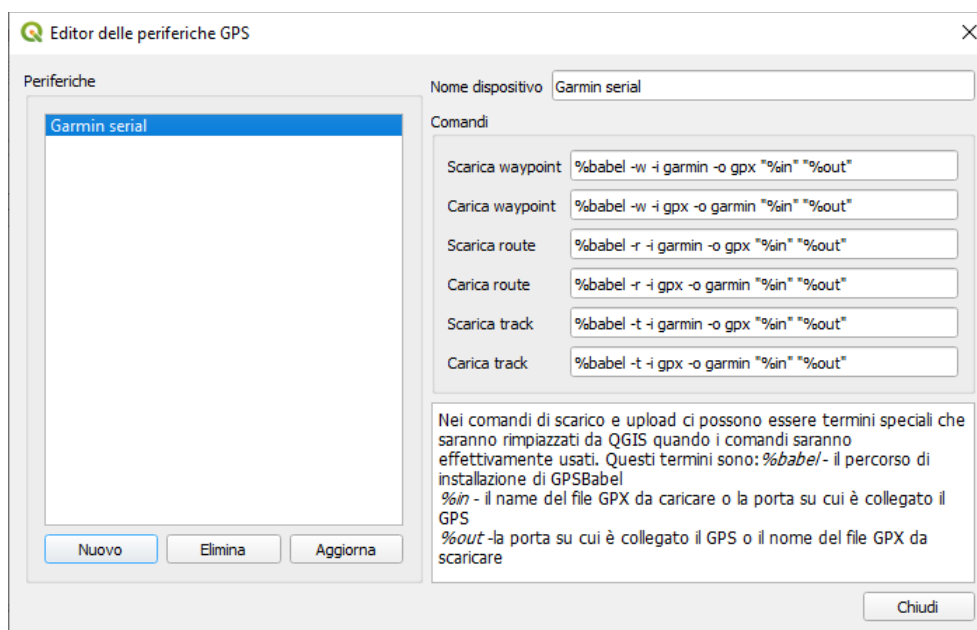 Editor delle periferiche GPS
Periferiche
Garmin serial
Nuovo
Elimina
Aggiorna
Nome dispositivo
Garmin serial
Comandi
Scarica waypoint %babel -w -i garmin -o gpx "%in" "%out"
Carica waypoint %babel -w -i gpx -o garmin "%in" "%out"
Scarica route %babel -r -i garmin -o gpx "%in" "%out"
Carica route %babel -r -i gpx -o garmin "%in" "%out"
Scarica track %babel -t -i garmin -o gpx "%in" "%out"
Carica track %babel -t -i gpx -o garmin "%in" "%out"
Nei comandi di scarico e upload ci possono essere termini speciali che
saranno rimpiazzati da QGIS quando i comandi saranno
effettivamente usati. Questi termini sono:%babel - il percorso di
installazione di GPSBabel
%in - il name del file GPX da caricare o la porta su cui è collegato il
GPS
%out -la porta su cui è collegato il GPS o il nome del file GPX da
scaricare
Chiudi